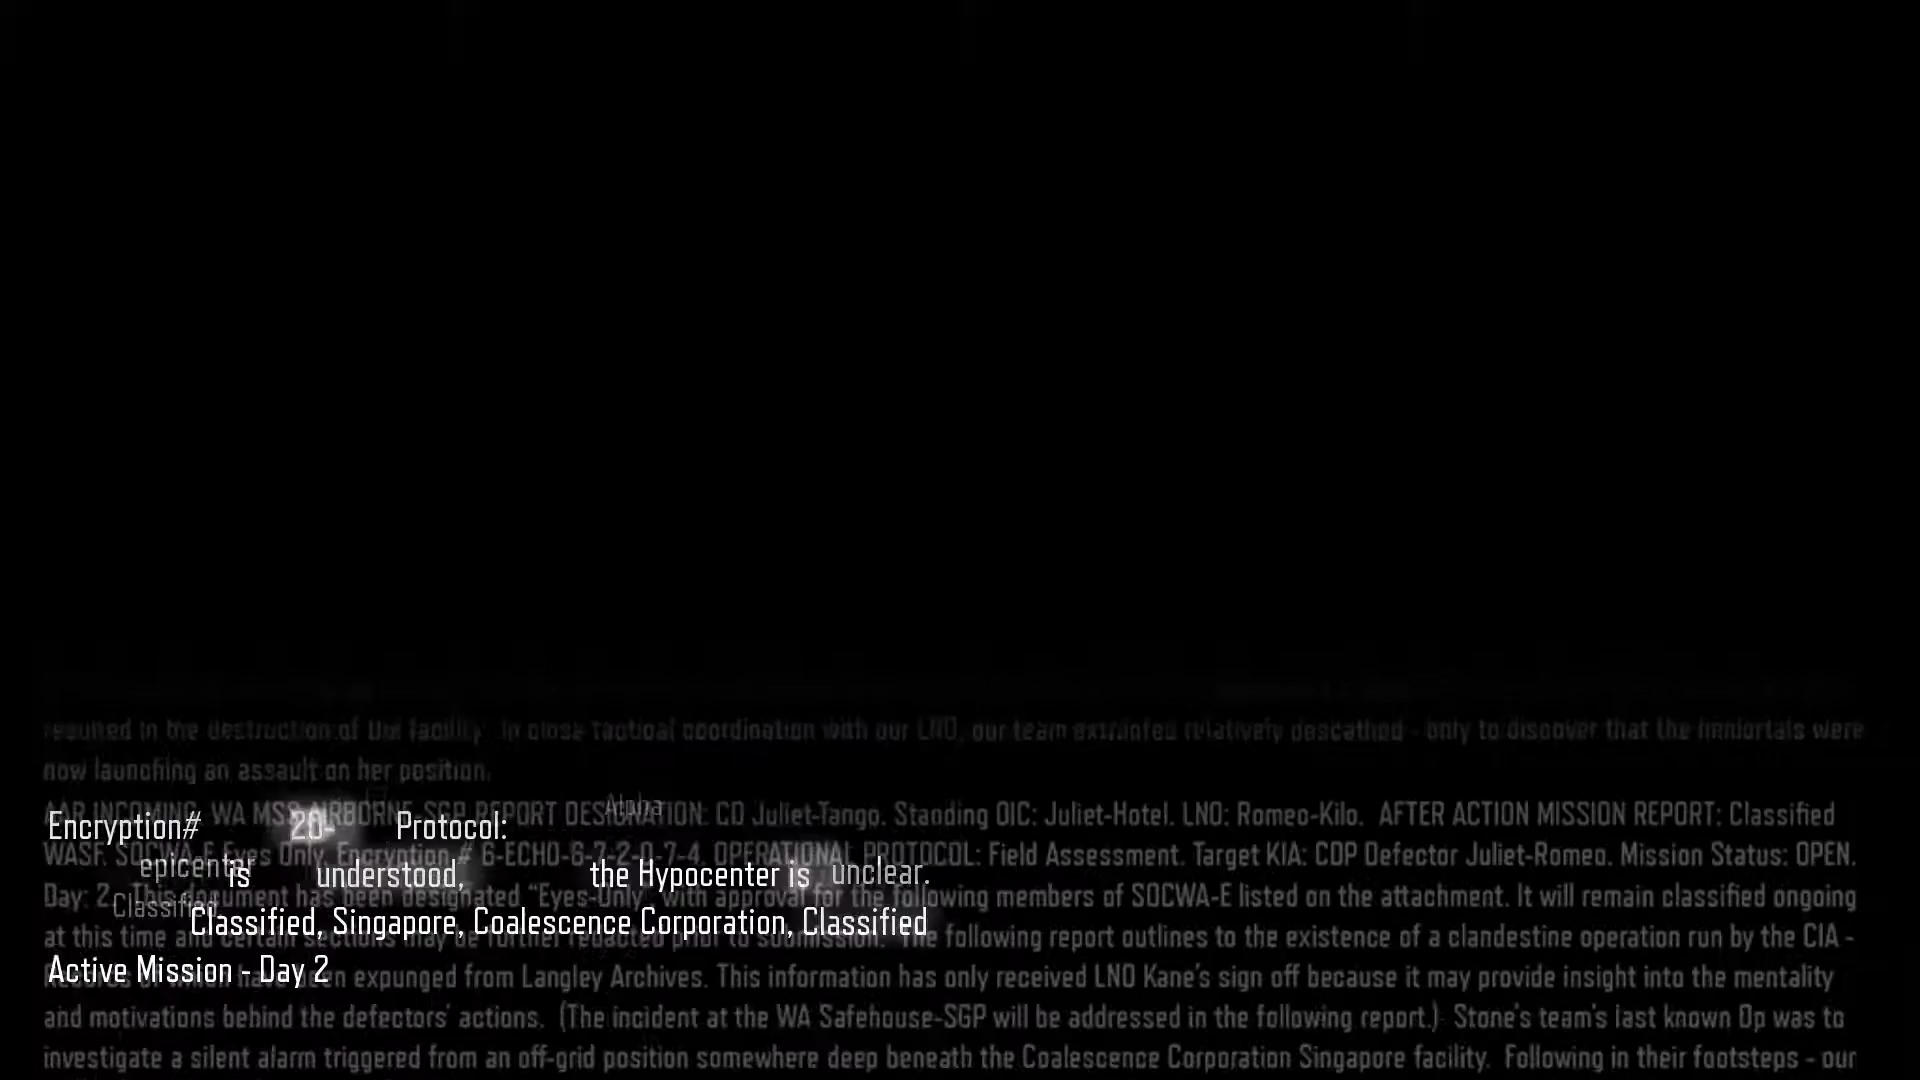 resulted in the destruction of the facility. In close tactical coordination with our LNO, our team extracted relatively unscathed - only to discover that the Immortals were
now launching an assault on her position.
Alpha
AAR INCOMING: WA MSS AIRBORNE SGP REPORT DESIGNATION: CD Juliet-Tango. Standing OIC: Juliet-Hotel. LNO: Romeo-Kilo. AFTER ACTION MISSION REPORT: Classified
Encryption# 20- Protocol:
WASF. SOCWA-E Eyes Only. Encryption # 6-ECHO-6-7-2-0-7-4. OPERATIONAL PROTOCOL: Field Assessment. Target KIA: CDP Defector Juliet-Romeo. Mission Status: OPEN.
epicenter is understood, the Hypocenter is unclear.
Day: 2. This document has been designated “Eyes-Only” with approval for the following members of SOCWA-E listed on the attachment. It will remain classified ongoing
Classified
Classified, Singapore, Coalescence Corporation, Classified
at this time and certain sections may be further redacted prior to submission. The following report outlines to the existence of a clandestine operation run by the CIA -
Active Mission - Day 2
Records of which have been expunged from Langley Archives. This information has only received LNO Kane's sign off because it may provide insight into the mentality
and motivations behind the defectors' actions. (The incident at the WA Safehouse-SGP will be addressed in the following report.) Stone's team's last known Op was to
investigate a silent alarm triggered from an off-grid position somewhere deep beneath the Coalescence Corporation Singapore facility. Following in their footsteps - our